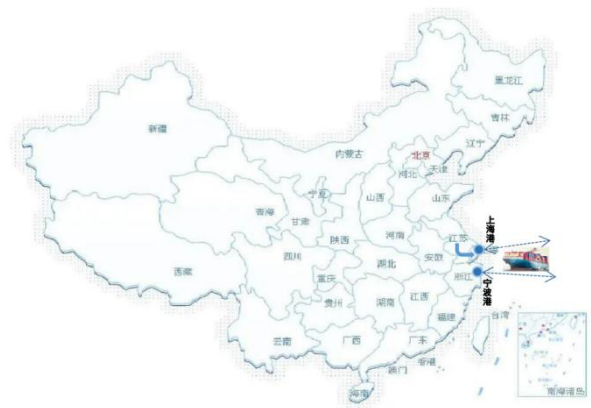 黑龙江
吉林
辽宁
新疆
内蒙古
北京
天津
河北
宁夏
山西
山东
青海
甘肃
陕西
河南
江苏
上海港
西藏
四川
重庆
湖北
安徽
浙江
宁波港
贵州
湖南
江西
福建
台湾
云南
广西
广东
香港
澳门
海南
南海诸岛